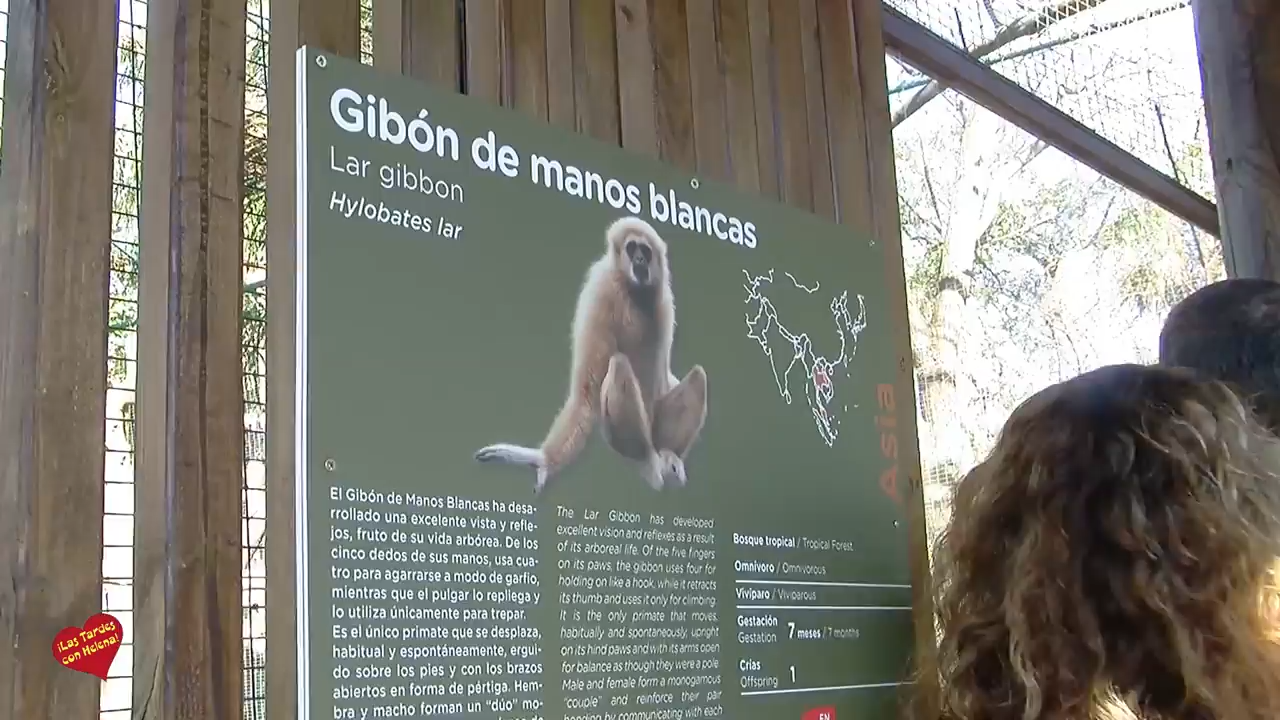 Gibón de manos blancas
Lar gibbon
Hylobates lar
Asia
El Gibón de Manos Blancas ha desa-
rrollado una excelente vista y refle-
jos, fruto de su vida arbórea. De los
cinco dedos de sus manos, usa cua-
tro para agarrarse a modo de garfio,
mientras que el pulgar lo repliega y
lo utiliza únicamente para trepar.
Es el único primate que se desplaza,
habitual y espontáneamente, ergui-
do sobre los pies y con los brazos
abiertos en forma de pértiga. Hem-
bra y macho forman un "dúo" mo-
The Lar Gibbon has developed
excellent vision and reflexes as a result
of its arboreal life. Of the five fingers
on its paws, the gibbon uses four for
holding on like a hook, while it retracts
its thumb and uses it only for climbing.
It is the only primate that moves,
habitually and spontaneously, upright
on its hind paws and with its arms open
for balance as though they were a pole.
Male and female form a monogamous
"couple" and reinforce their pair
bonding by communicating with each
Bosque tropical / Tropical Forest
Omnívoro / Omnivorous
Vivíparo / Viviparous
Gestación
Gestation 7 meses / 7 months
Crías
Offspring 1
EN
¡Las Tardes
con Helena!